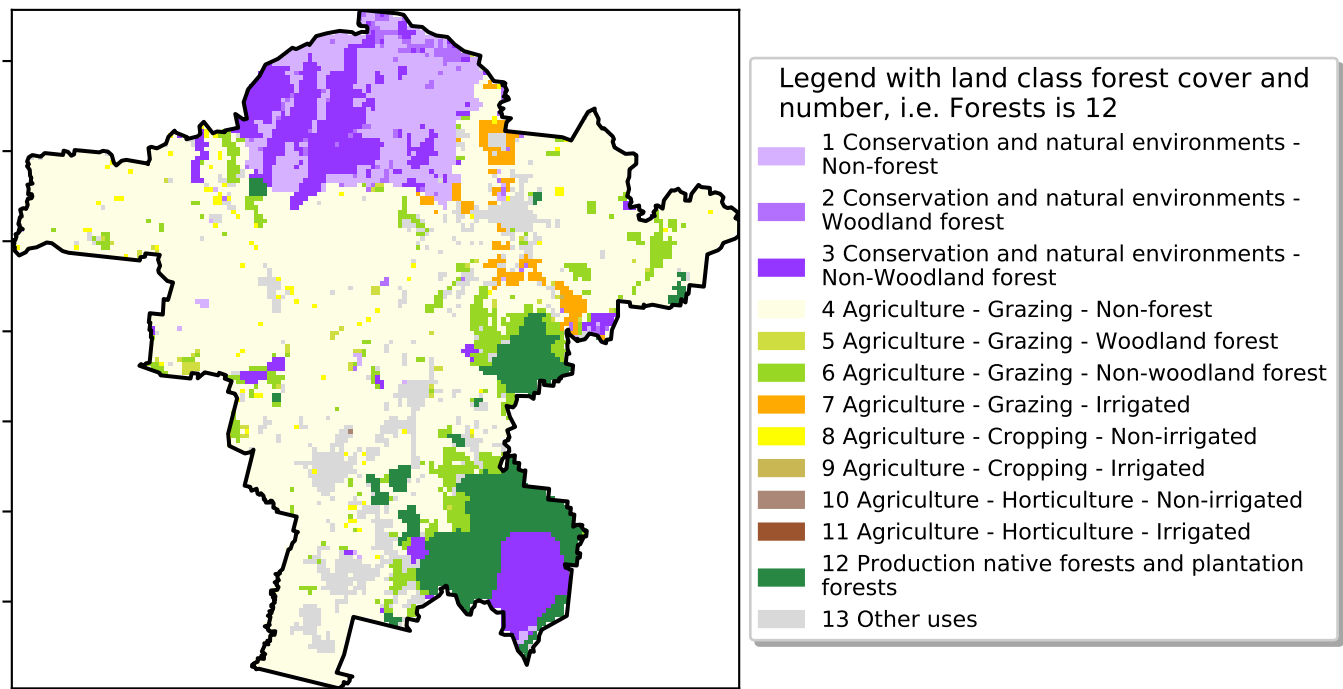 Legend with land class forest cover and
number, i.e. Forests is 12
1 Conservation and natural environments -
Non-forest
2 Conservation and natural environments -
Woodland forest
3 Conservation and natural environments -
Non-Woodland forest
4 Agriculture - Grazing - Non-forest
5 Agriculture - Grazing - Woodland forest
6 Agriculture - Grazing - Non-woodland forest
7 Agriculture - Grazing - Irrigated
8 Agriculture - Cropping - Non-irrigated
9 Agriculture - Cropping - Irrigated
10 Agriculture - Horticulture - Non-irrigated
11 Agriculture - Horticulture - Irrigated
12 Production native forests and plantation
forests
13 Other uses